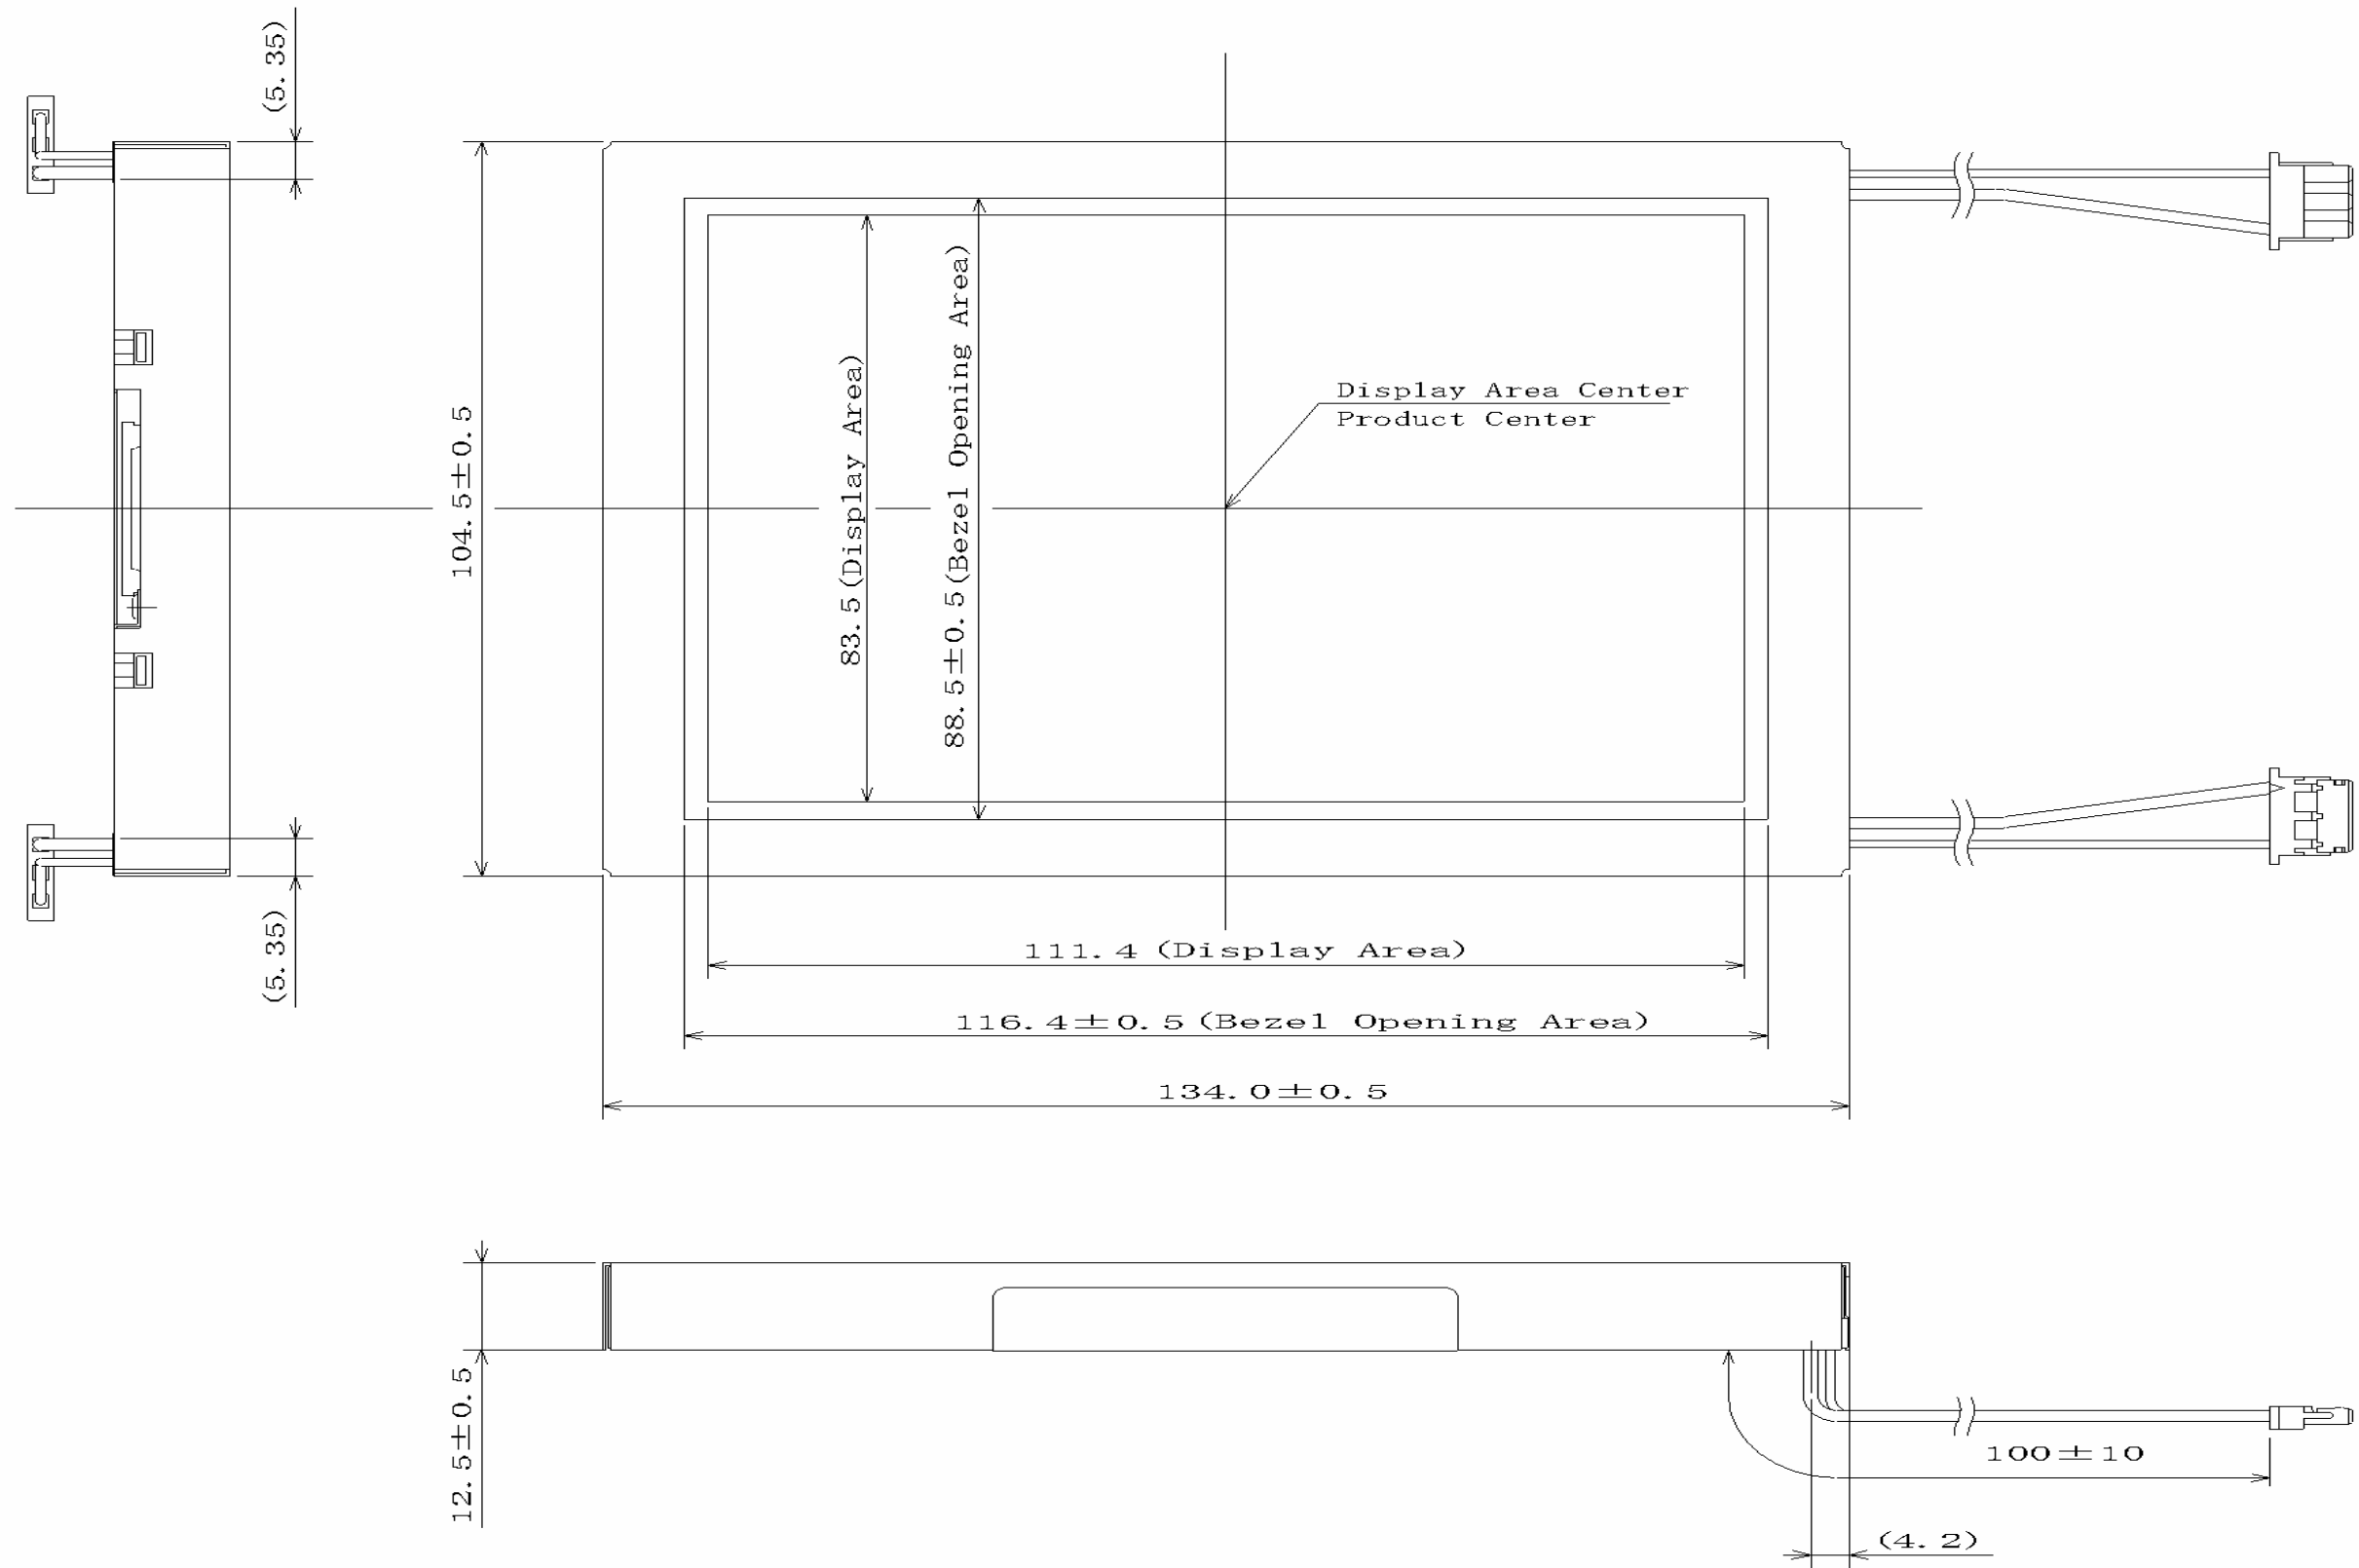 (5.35)
104.5±0.5
83.5(Display Area)
88.5±0.5(Bezel Opening Area)
Display Area Center
Product Center
(5.35)
111.4 (Display Area)
116.4±0.5(Bezel Opening Area)
134.0±0.5
12.5±0.5
100±10
(4.2)